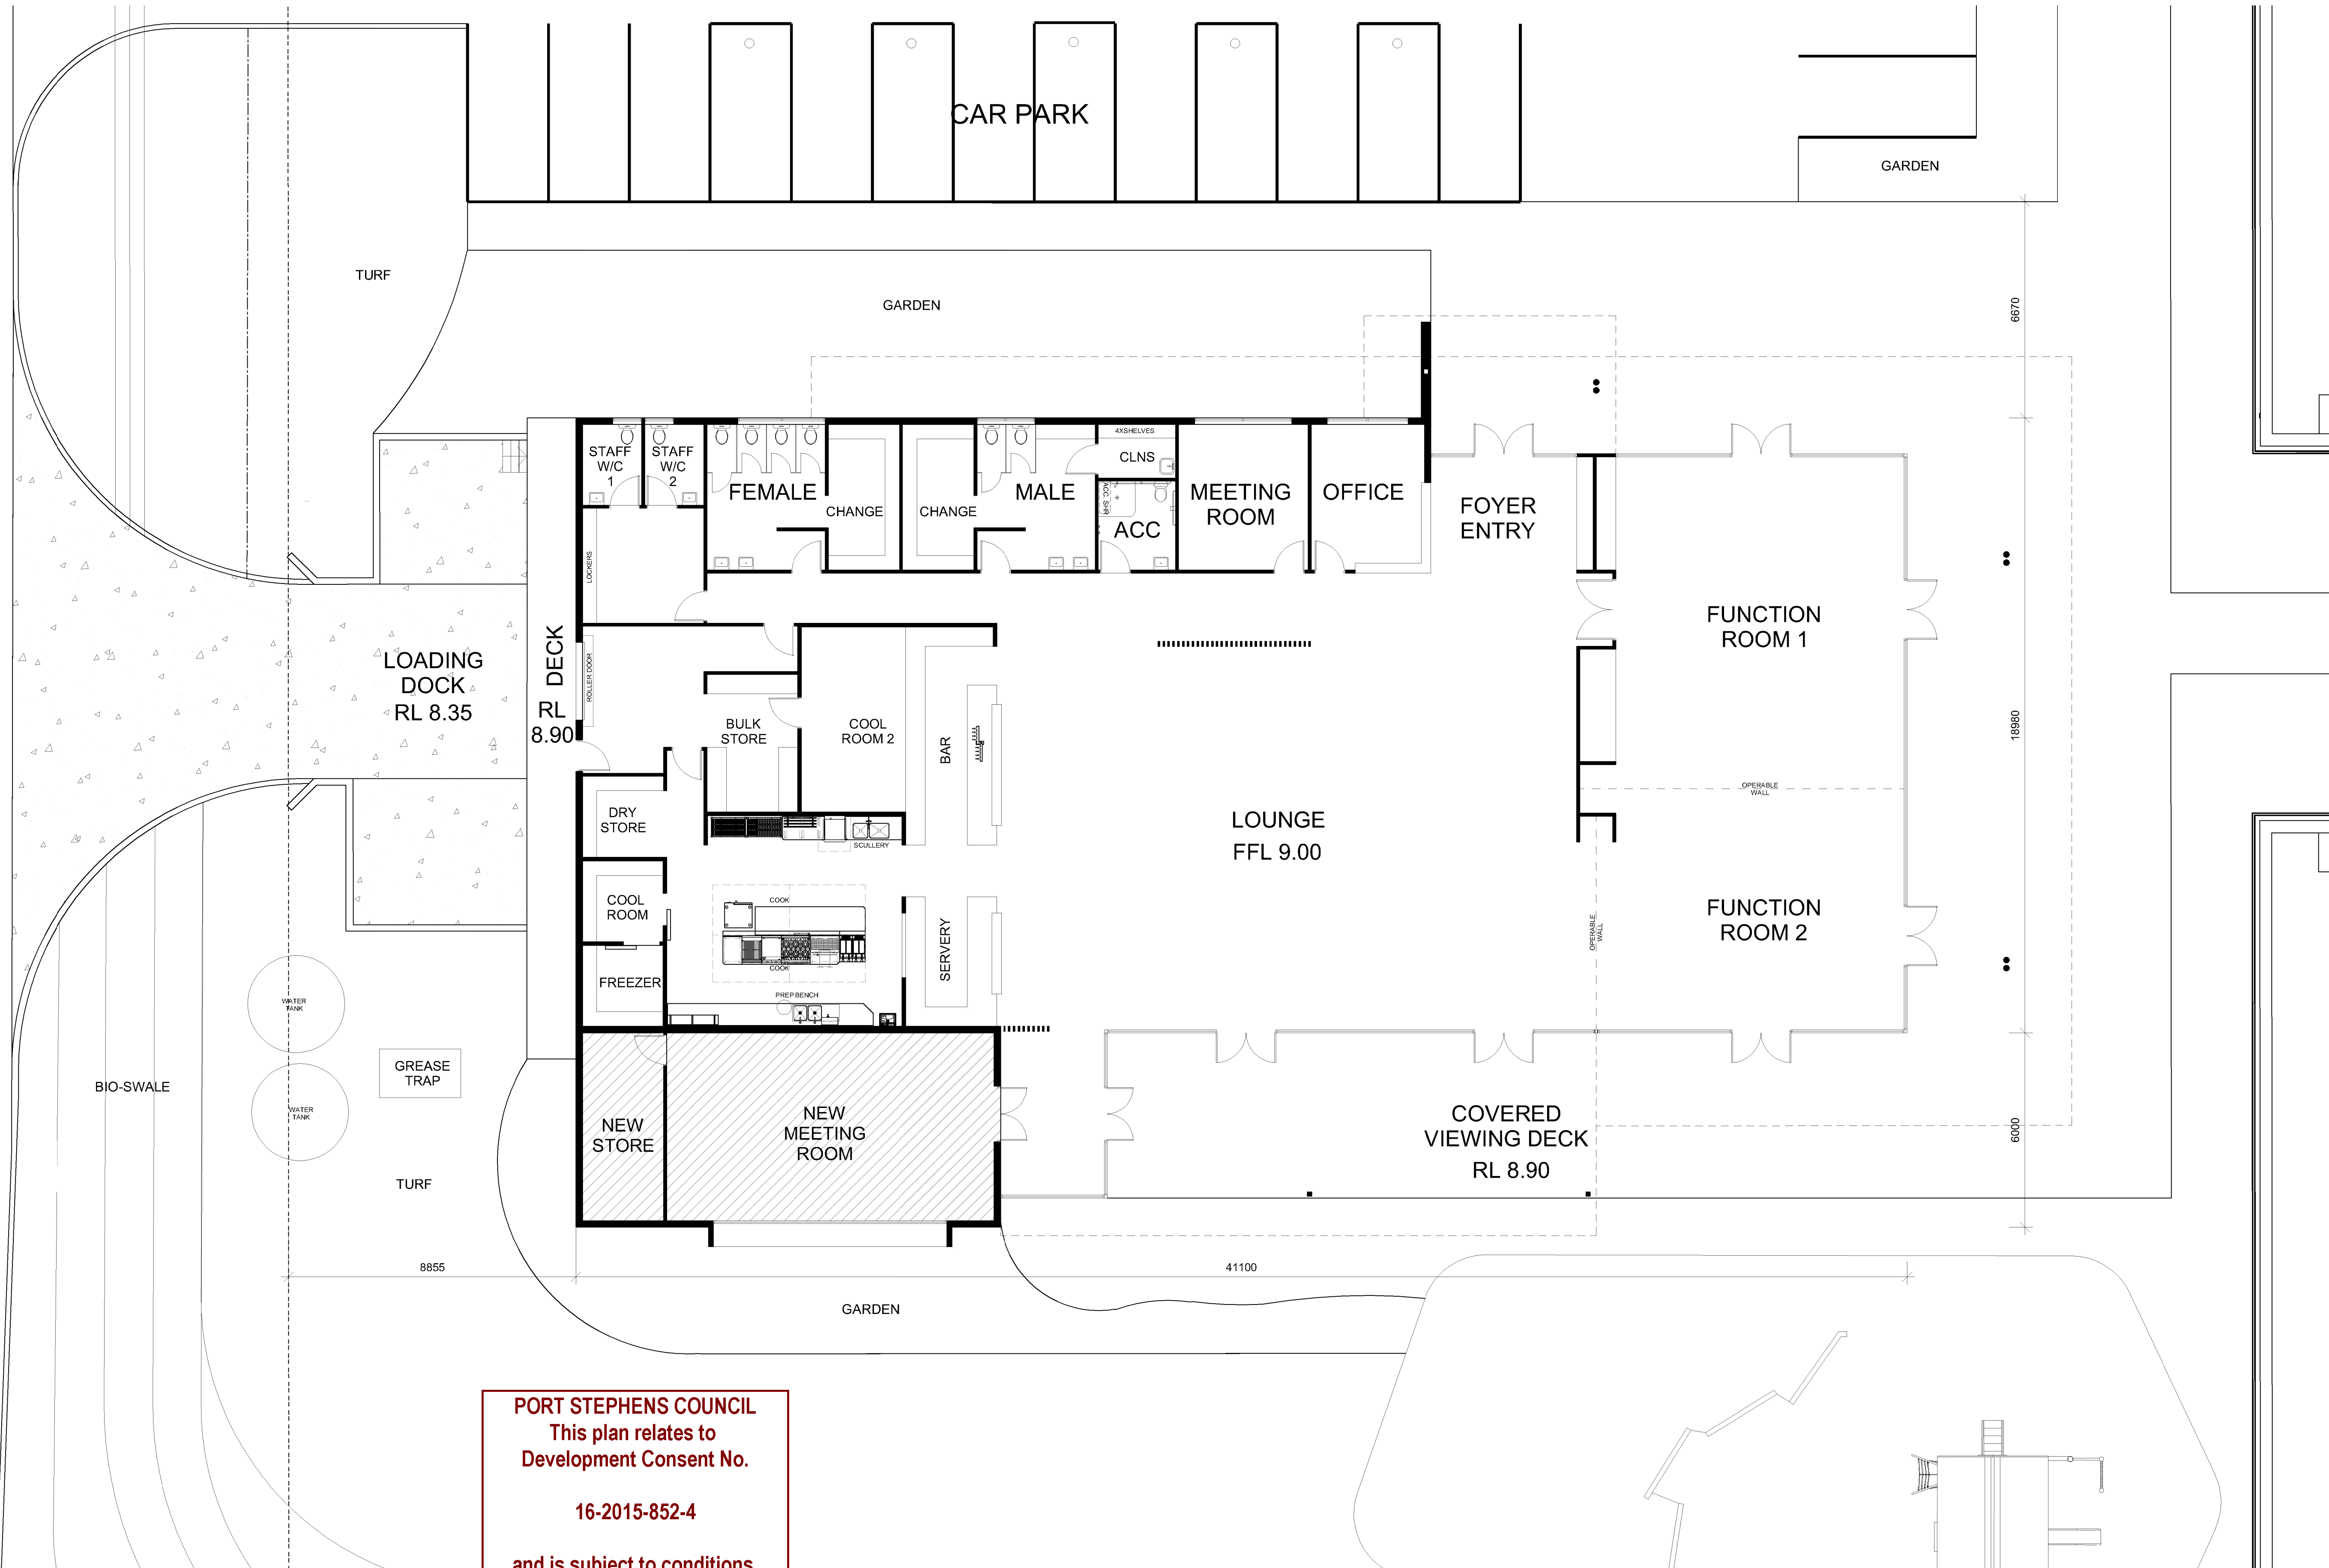 CAR PARK
GARDEN
TURF
GARDEN
6670
STAFF
W/C
1
STAFF
W/C
2
FEMALE
CHANGE
CHANGE
MALE
4XSHELVES
CLNS
ACC SHR
ACC
MEETING
ROOM
OFFICE
FOYER
ENTRY
LOCKERS
FUNCTION
ROOM 1
LOADING
DOCK
RL 8.35
DECK
RL
8.90
ROLLER DOOR
BULK
STORE
COOL
ROOM 2
BAR
18980
OPERABLE
WALL
DRY
STORE
SCULLERY
LOUNGE
FFL 9.00
COOL
ROOM
COOK
COOK
SERVERY
OPERABLE
WALL
FUNCTION
ROOM 2
FREEZER
PREP BENCH
WATER
TANK
GREASE
TRAP
BIO-SWALE
WATER
TANK
NEW
STORE
NEW
MEETING
ROOM
COVERED
VIEWING DECK
RL 8.90
6000
TURF
8855
41100
GARDEN
PORT STEPHENS COUNCIL
This plan relates to
Development Consent No.
16-2015-852-4
and is subject to conditions